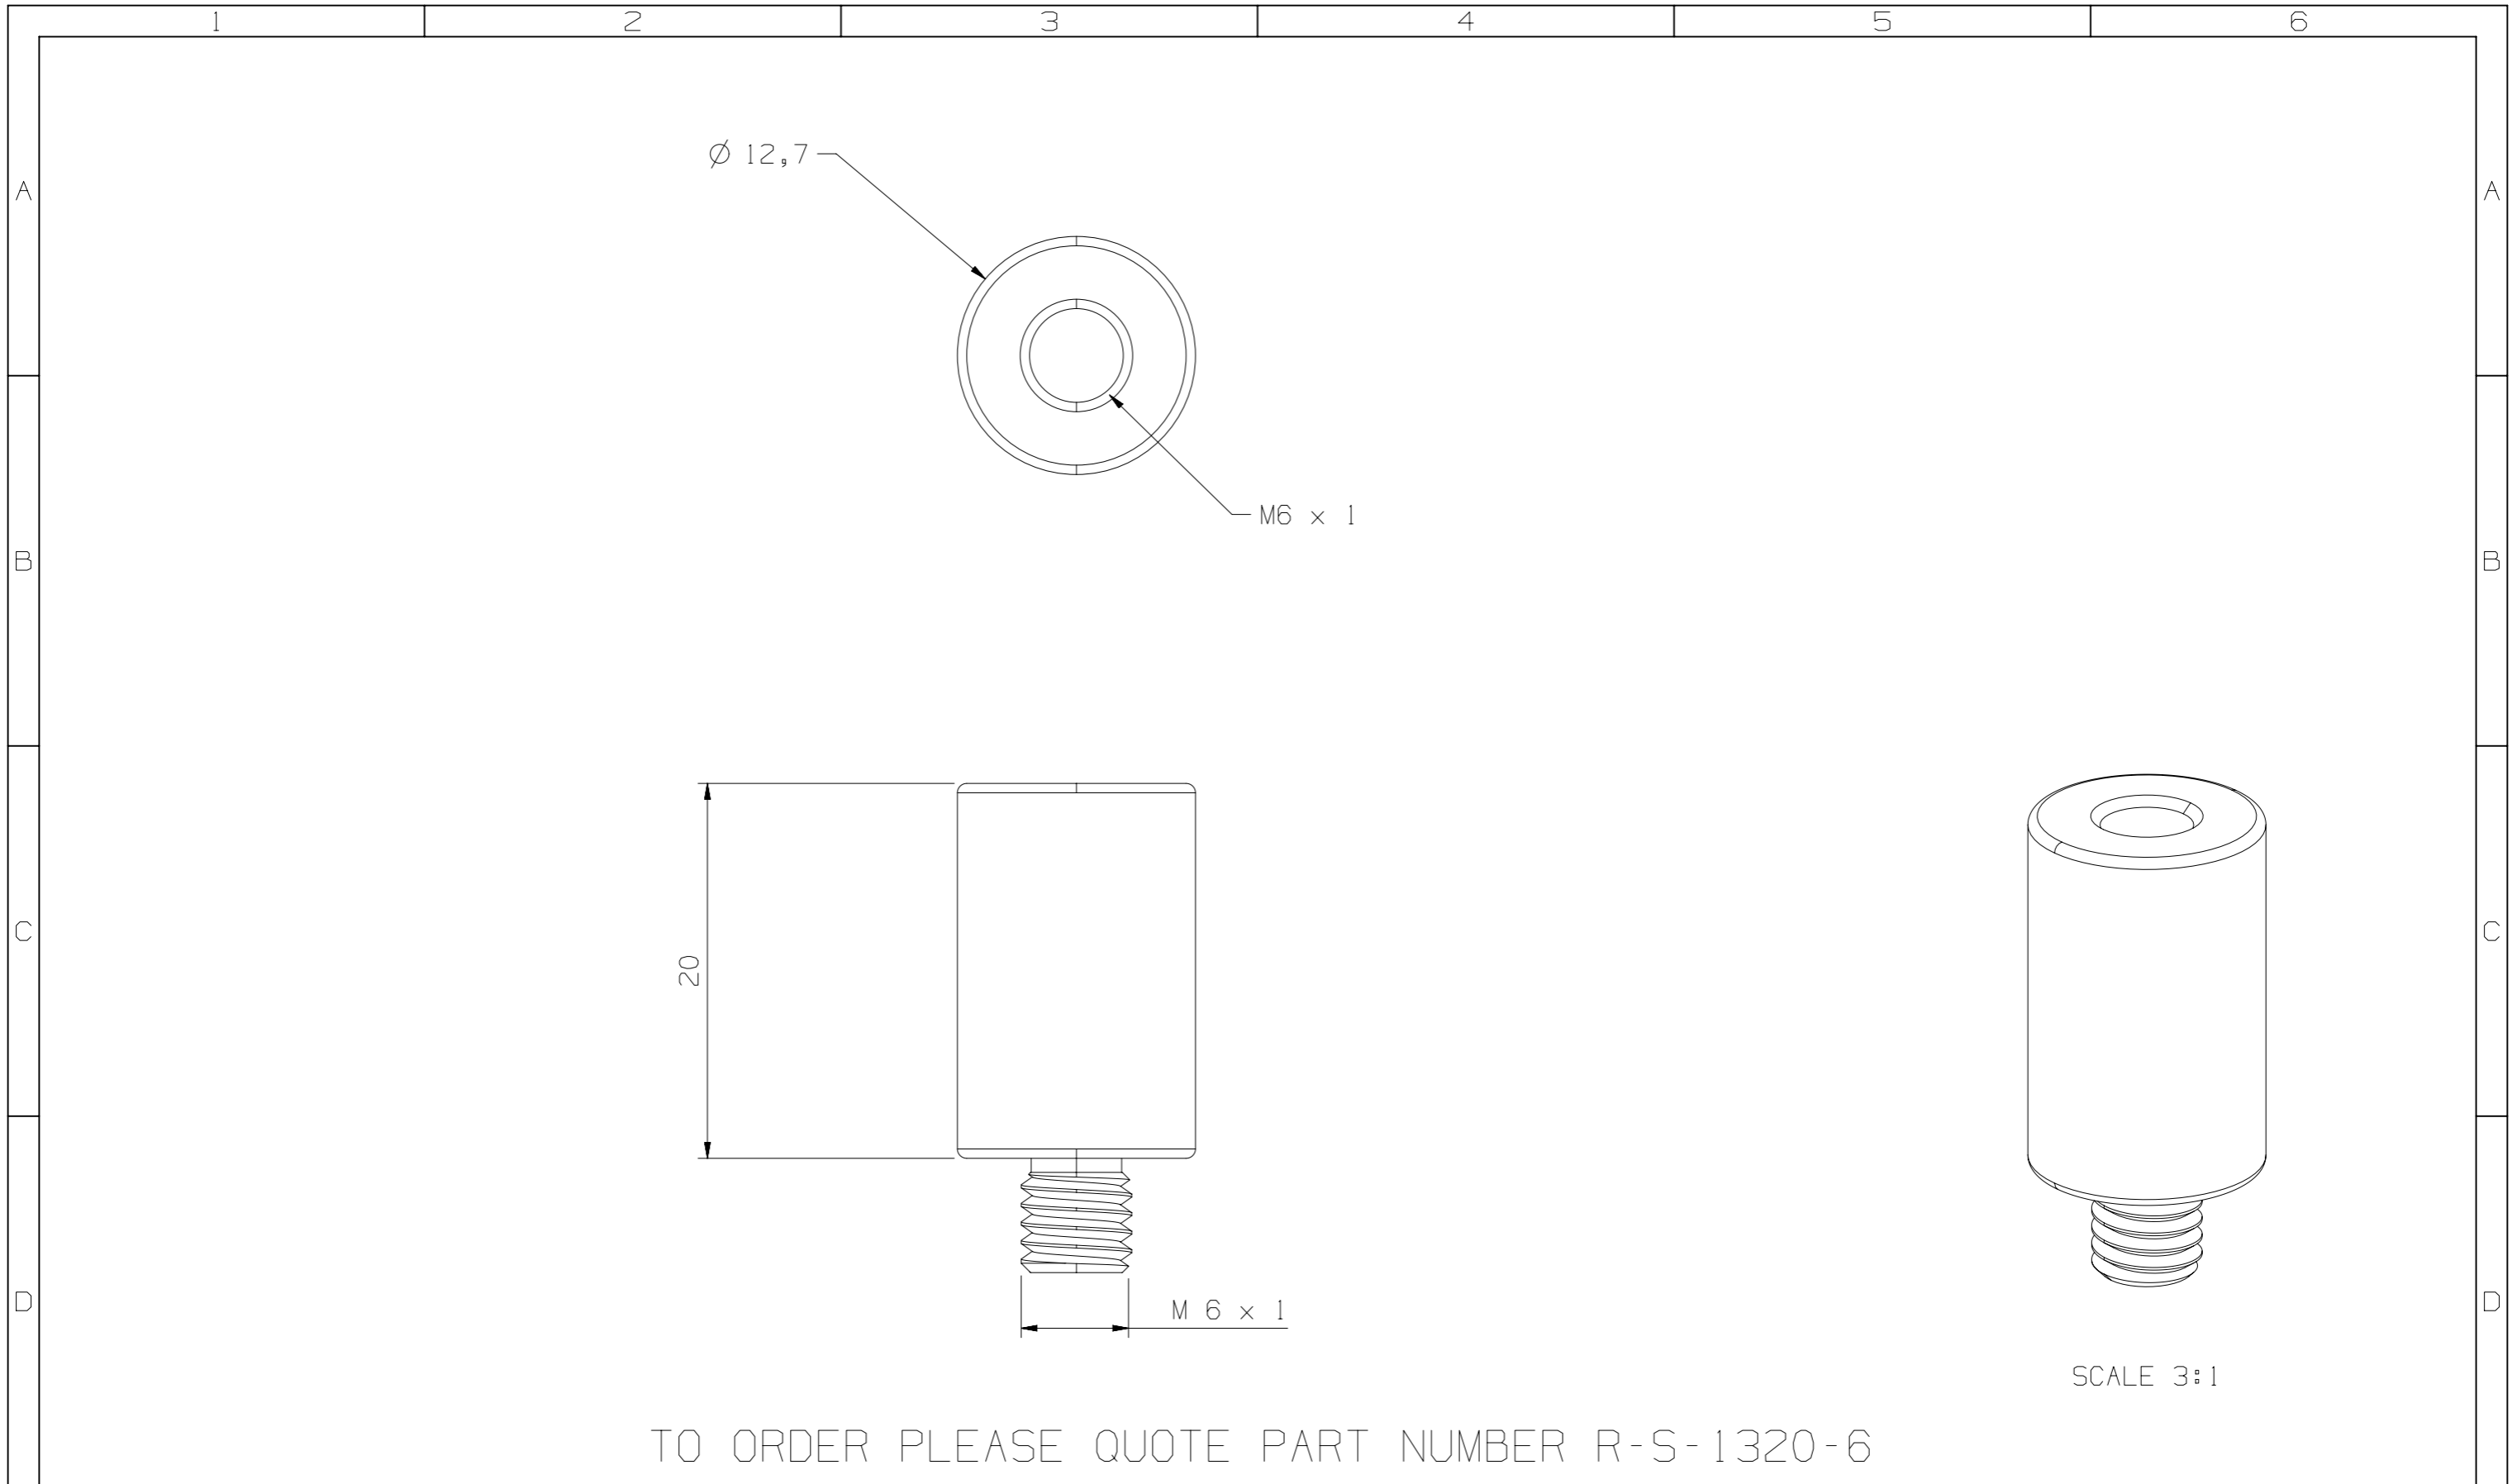 1 2 3 4 5 6
Ø 12,7
A A
M6 x 1
B B
C C
20
D D
M 6 x 1
SCALE 3:1
TO ORDER PLEASE QUOTE PART NUMBER R-S-1320-6